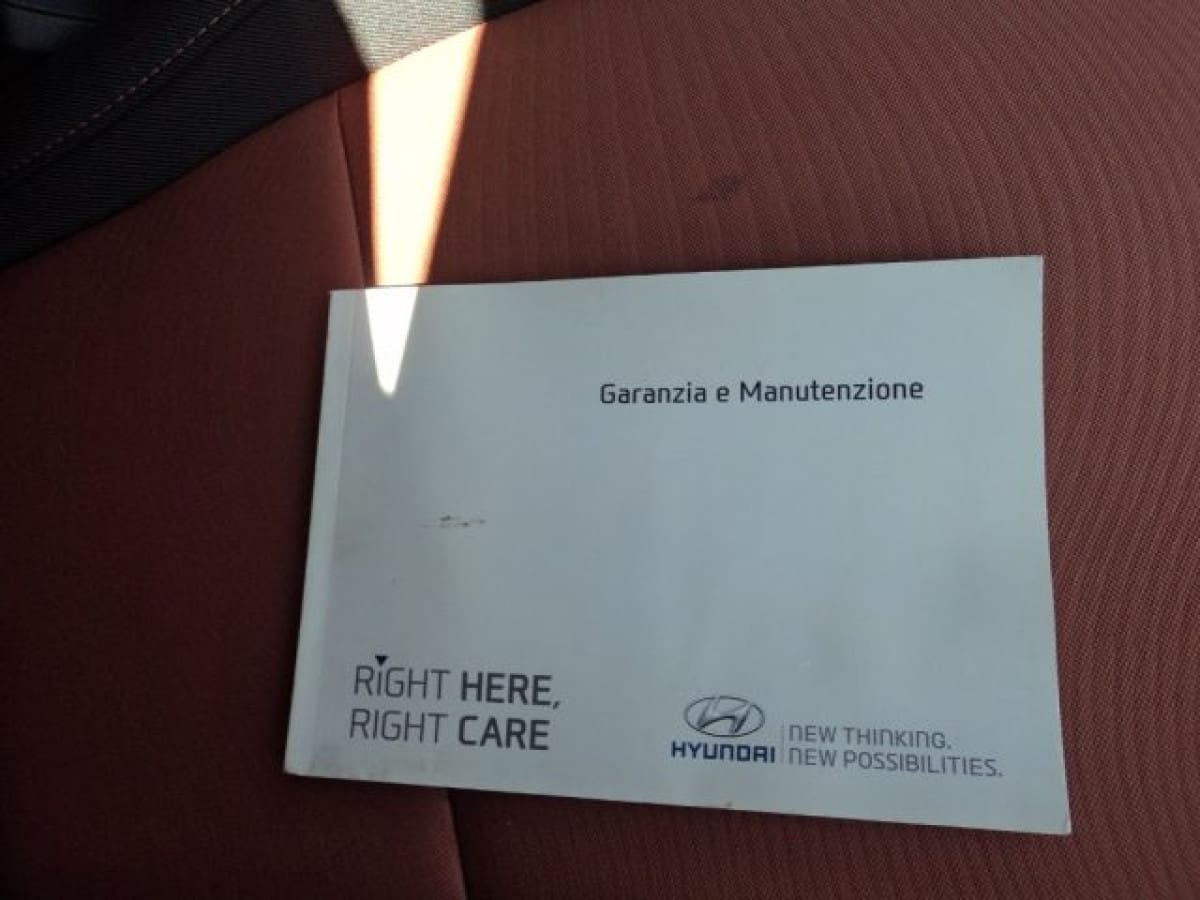 Garanzia e Manutenzione
RIGHT HERE,
RIGHT CARE
HYUNDAI
NEW THINKING.
NEW POSSIBILITIES.